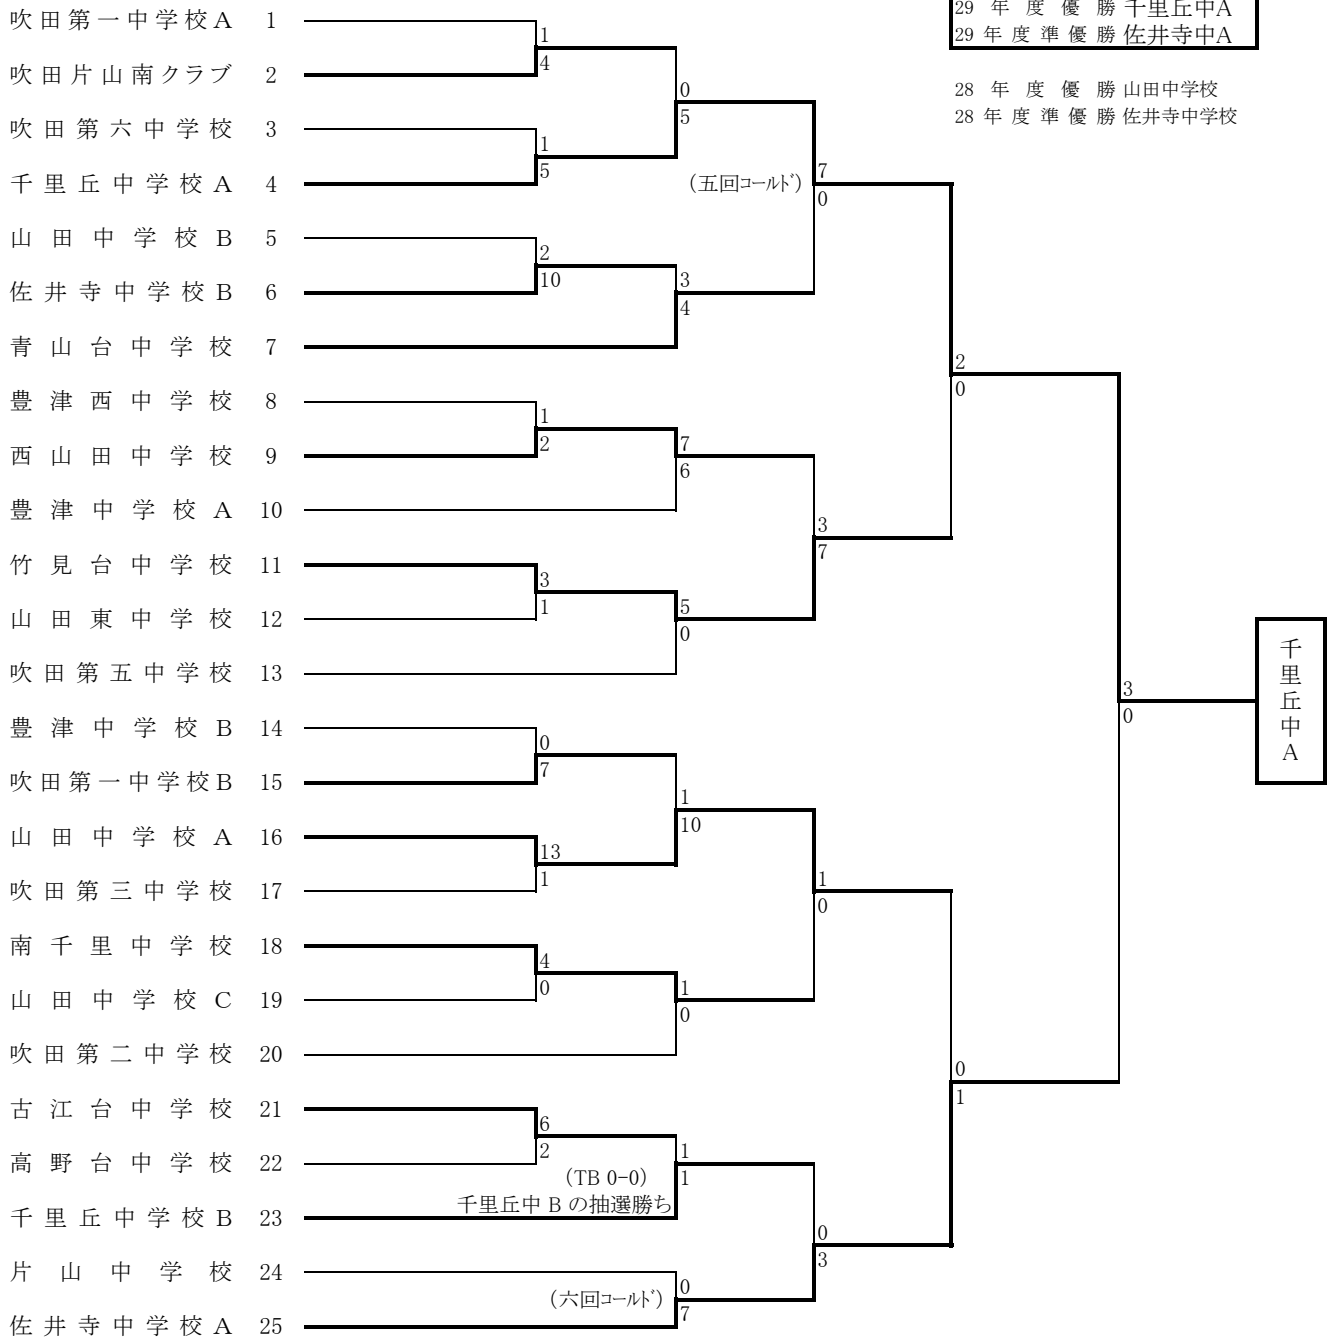 29 年 度 優 勝 千里丘中A
29 年 度 準 優 勝 佐井寺中A
28 年 度 優 勝 山田中学校
28 年 度 準 優 勝 佐井寺中学校
吹田第一中学校A 1
吹田片山南クラブ 2
吹田第六中学校 3
千里丘中学校A 4
山田中学校B 5
佐井寺中学校B 6
青山台中学校 7
豊津西中学校 8
西山田中学校 9
豊津中学校A 10
竹見台中学校 11
山田東中学校 12
吹田第五中学校 13
豊津中学校B 14
吹田第一中学校B 15
山田中学校A 16
吹田第三中学校 17
南千里中学校 18
山田中学校C 19
吹田第二中学校 20
古江台中学校 21
高野台中学校 22
千里丘中学校B 23
片山中学校 24
佐井寺中学校A 25
1
4
1
5
2
10
1
2
3
1
0
7
13
1
4
0
6
2
0
5
3
4
7
6
5
0
1
10
1
0
(TB 0-0)
千里丘中 B の抽選勝ち
1
1
(六回ｺｰﾙﾄﾞ)
0
7
(五回ｺｰﾙﾄﾞ)
7
0
3
7
1
0
0
3
2
0
0
1
3
0
千里丘中A